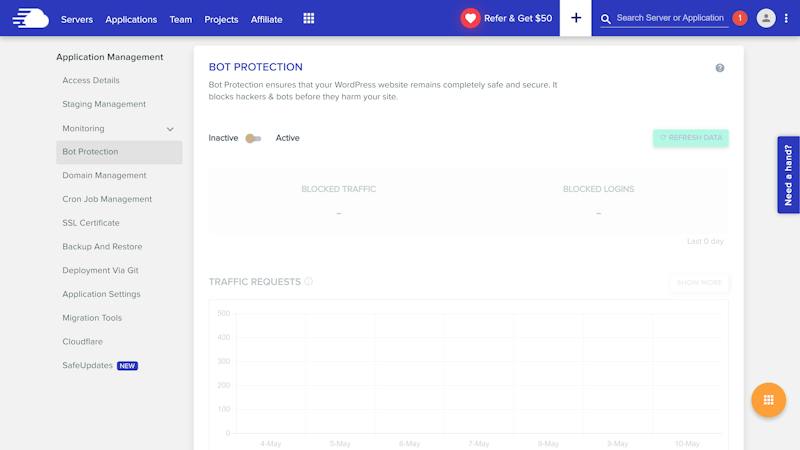 Servers Applications Team Projects Affiliate
Refer & Get $50
+
Search Server or Application
1
Application Management
Access Details
Staging Management
Monitoring
Bot Protection
Domain Management
Cron Job Management
SSL Certificate
Backup And Restore
Deployment Via Git
Application Settings
Migration Tools
Cloudflare
SafeUpdates NEW
BOT PROTECTION
?
Bot Protection ensures that your WordPress website remains completely safe and secure. It
blocks hackers & bots before they harm your site.
Inactive Active
REFRESH DATA
BLOCKED TRAFFIC BLOCKED LOGINS
– –
Last 0 day
TRAFFIC REQUESTS
SHOW MORE
500
400
300
200
100
0
4-May 5-May 6-May 7-May 8-May 9-May 10-May
Need a hand?